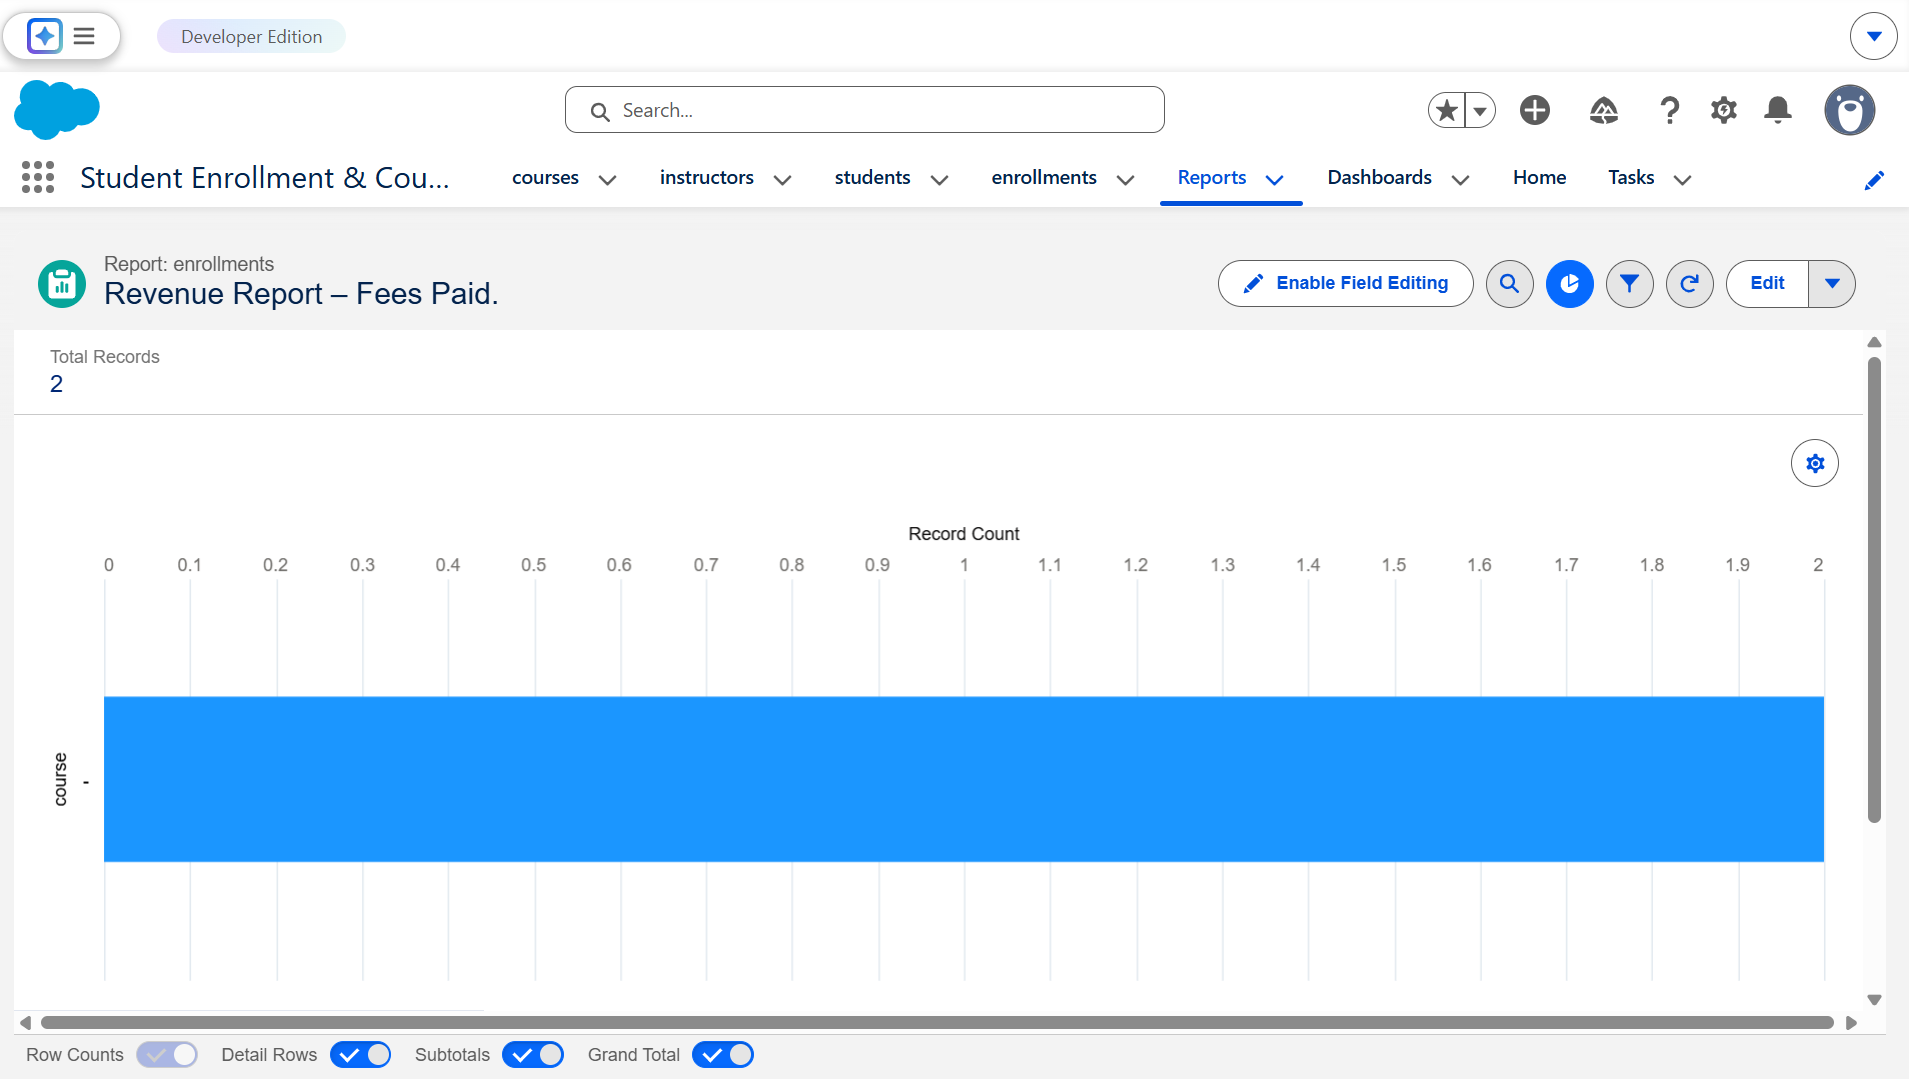 Developer Edition
Search...
Student Enrollment & Cou...
courses
instructors
students
enrollments
Reports
Dashboards
Home
Tasks
Report: enrollments
Revenue Report – Fees Paid.
Enable Field Editing
Edit
Total Records
2
Record Count
0 0.1 0.2 0.3 0.4 0.5 0.6 0.7 0.8 0.9 1 1.1 1.2 1.3 1.4 1.5 1.6 1.7 1.8 1.9 2
course
-
Row Counts
Detail Rows
Subtotals
Grand Total